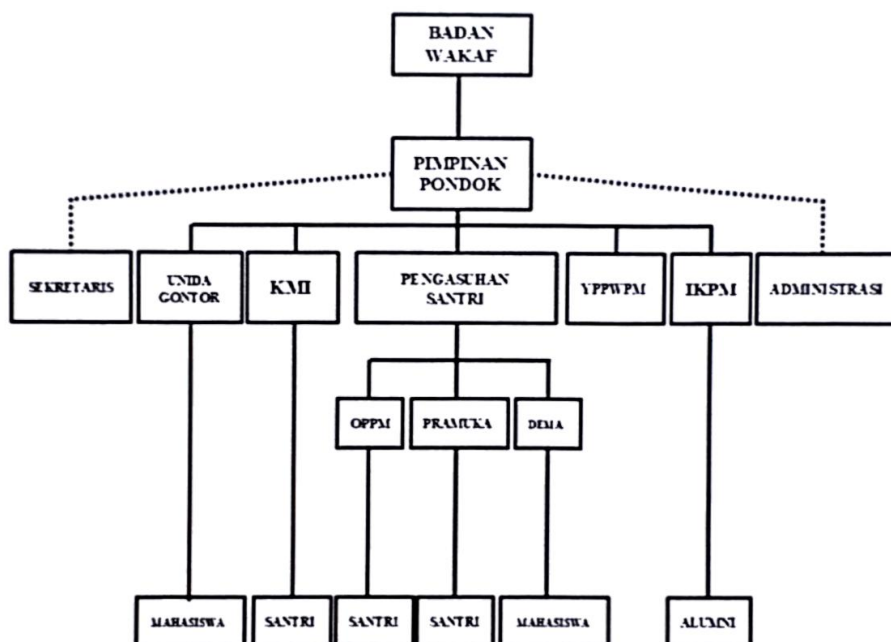 BADAN
WAKAF
PIMPINAN
PONDOK
SEKRETARIS
UNIDA
GONTOR
KMI
PENGASUHAN
SANTRI
YPPWPM
IKPM
ADMINISTRASI
OPPM
PRAMUKA
DEMA
MAHASISWA
SANTRI
SANTRI
SANTRI
MAHASISWA
ALUMNI